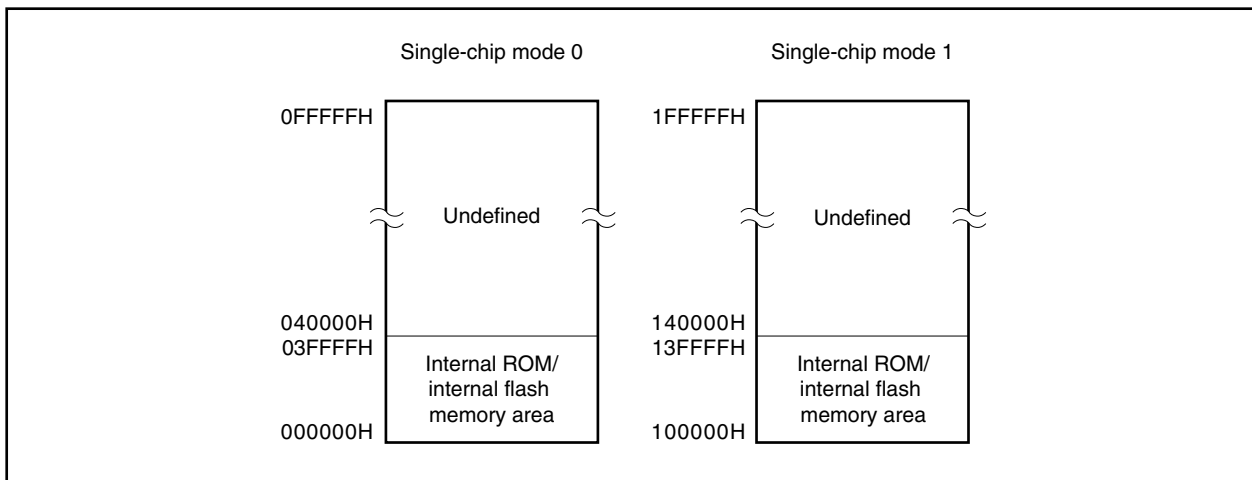 Single-chip mode 0
0FFFFFH
Undefined
040000H
03FFFFH
Internal ROM/
internal flash
memory area
000000H
Single-chip mode 1
1FFFFFH
Undefined
140000H
13FFFFH
Internal ROM/
internal flash
memory area
100000H